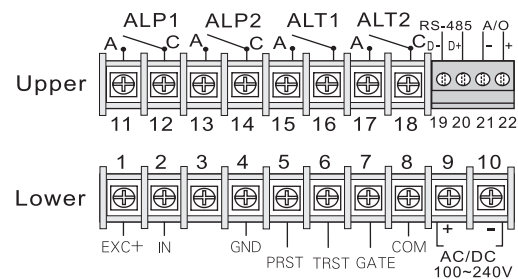 ALP1 ALP2 ALT1 ALT2 RS-485 A/O
A C A C A C A C D- D+ - +
Upper
11 12 13 14 15 16 17 18 19 20 21 22
1 2 3 4 5 6 7 8 9 10
Lower
EXC+ IN GND PRST TRST GATE COM + -
AC/DC
100~240V